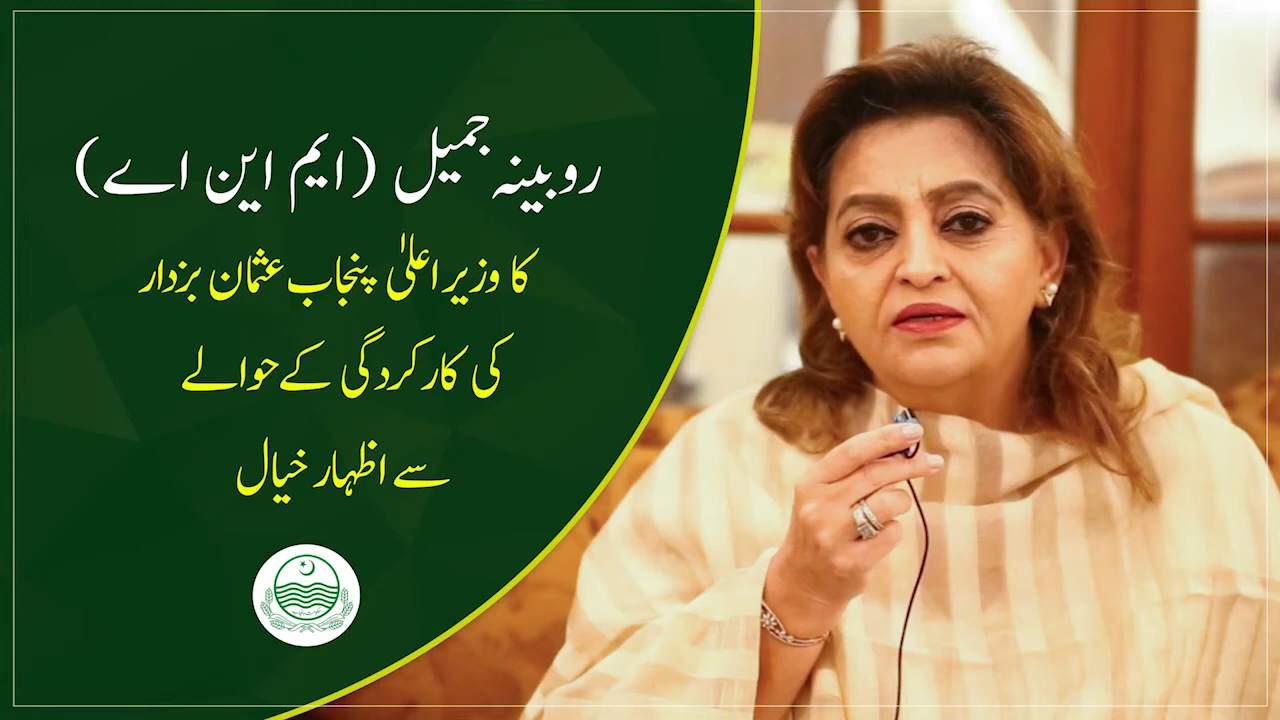 روبینہ جمیل (ایم این اے)
کا وزیراعلیٰ پنجاب عثمان بزدار
کی کارکردگی کے حوالے
سے اظہار خیال